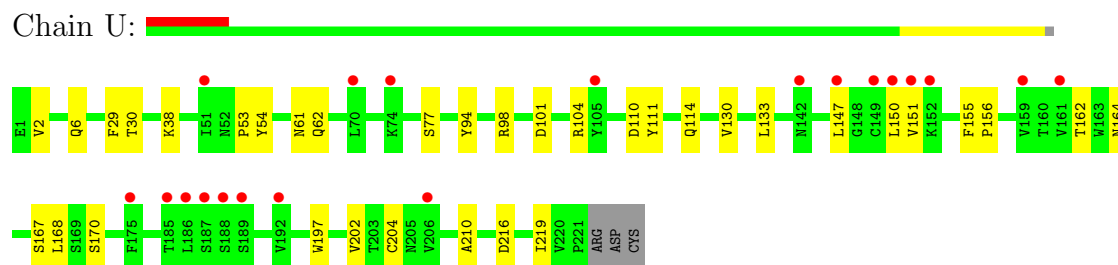 Chain U:
E1 V2 Q6 F29 T30 K38 I51 N52 P53 Y54 N61 Q62 L70 K74 S77 Y94 R98 D101 R104 Y105 D110 Y111 Q114 V130 L133 N142 L147 G148 C149 L150 V151 K152 F155 P156 V159 T160 V161 T162 W163 N164
S167 L168 S169 S170 F175 T185 L186 S187 S188 S189 V192 W197 V202 T203 C204 N205 V206 A210 D216 I219 V220 P221 ARG ASP CYS